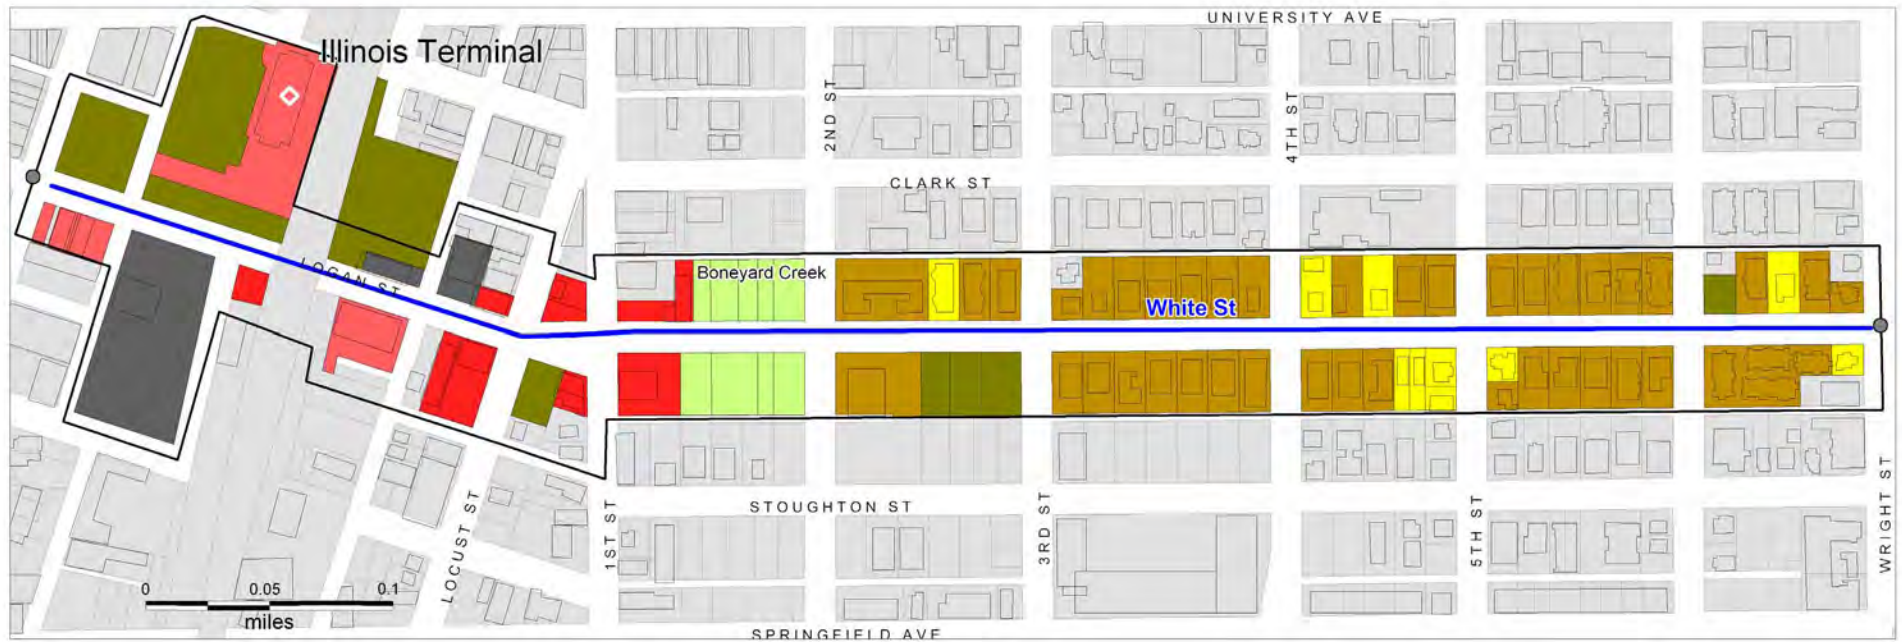 UNIVERSITY AVE
Illinois Terminal
2ND ST
4TH ST
CLARK ST
Boneyard Creek
LOGAN ST
White St
1ST ST
LOCUST ST
STOUGHTON ST
3RD ST
5TH ST
WRIGHT ST
0 0.05 0.1
miles
SPRINGFIELD AVE